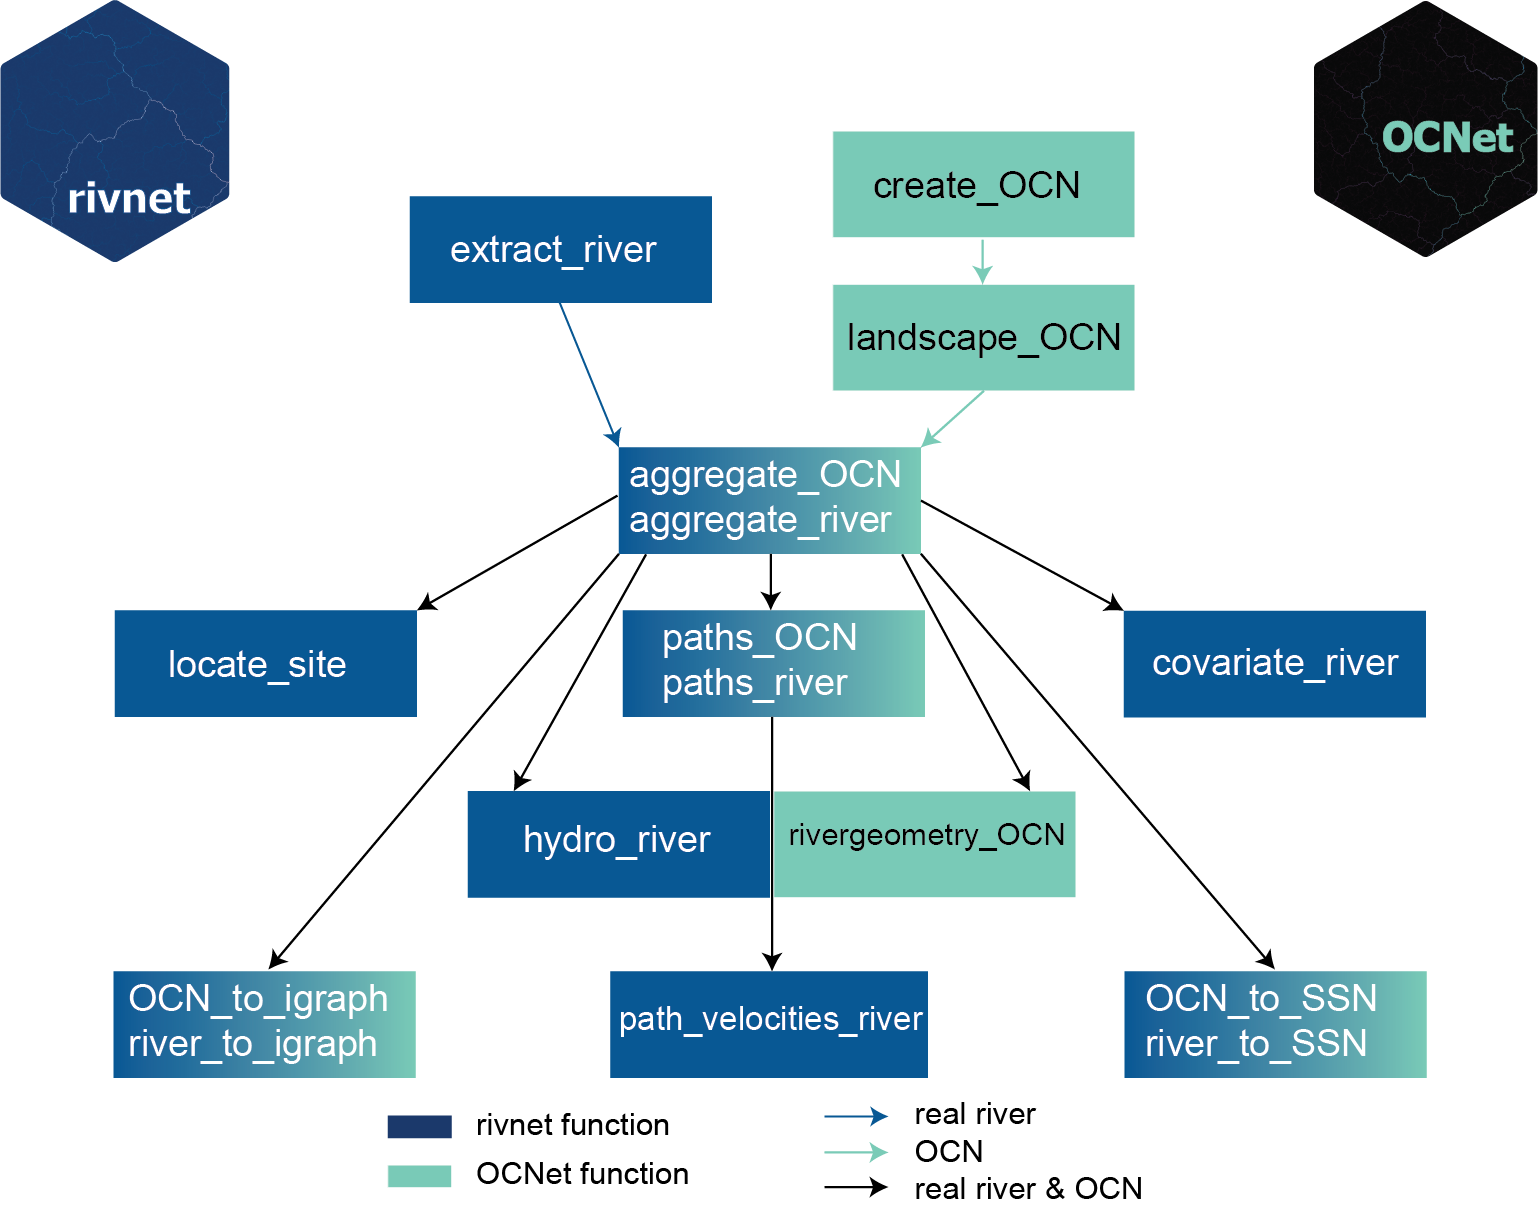 rivnet
OCNet
create_OCN
extract_river
landscape_OCN
aggregate_OCN
aggregate_river
locate_site
paths_OCN
paths_river
covariate_river
hydro_river
rivergeometry_OCN
OCN_to_igraph
river_to_igraph
path_velocities_river
OCN_to_SSN
river_to_SSN
rivnet function
OCNet function
real river
OCN
real river & OCN